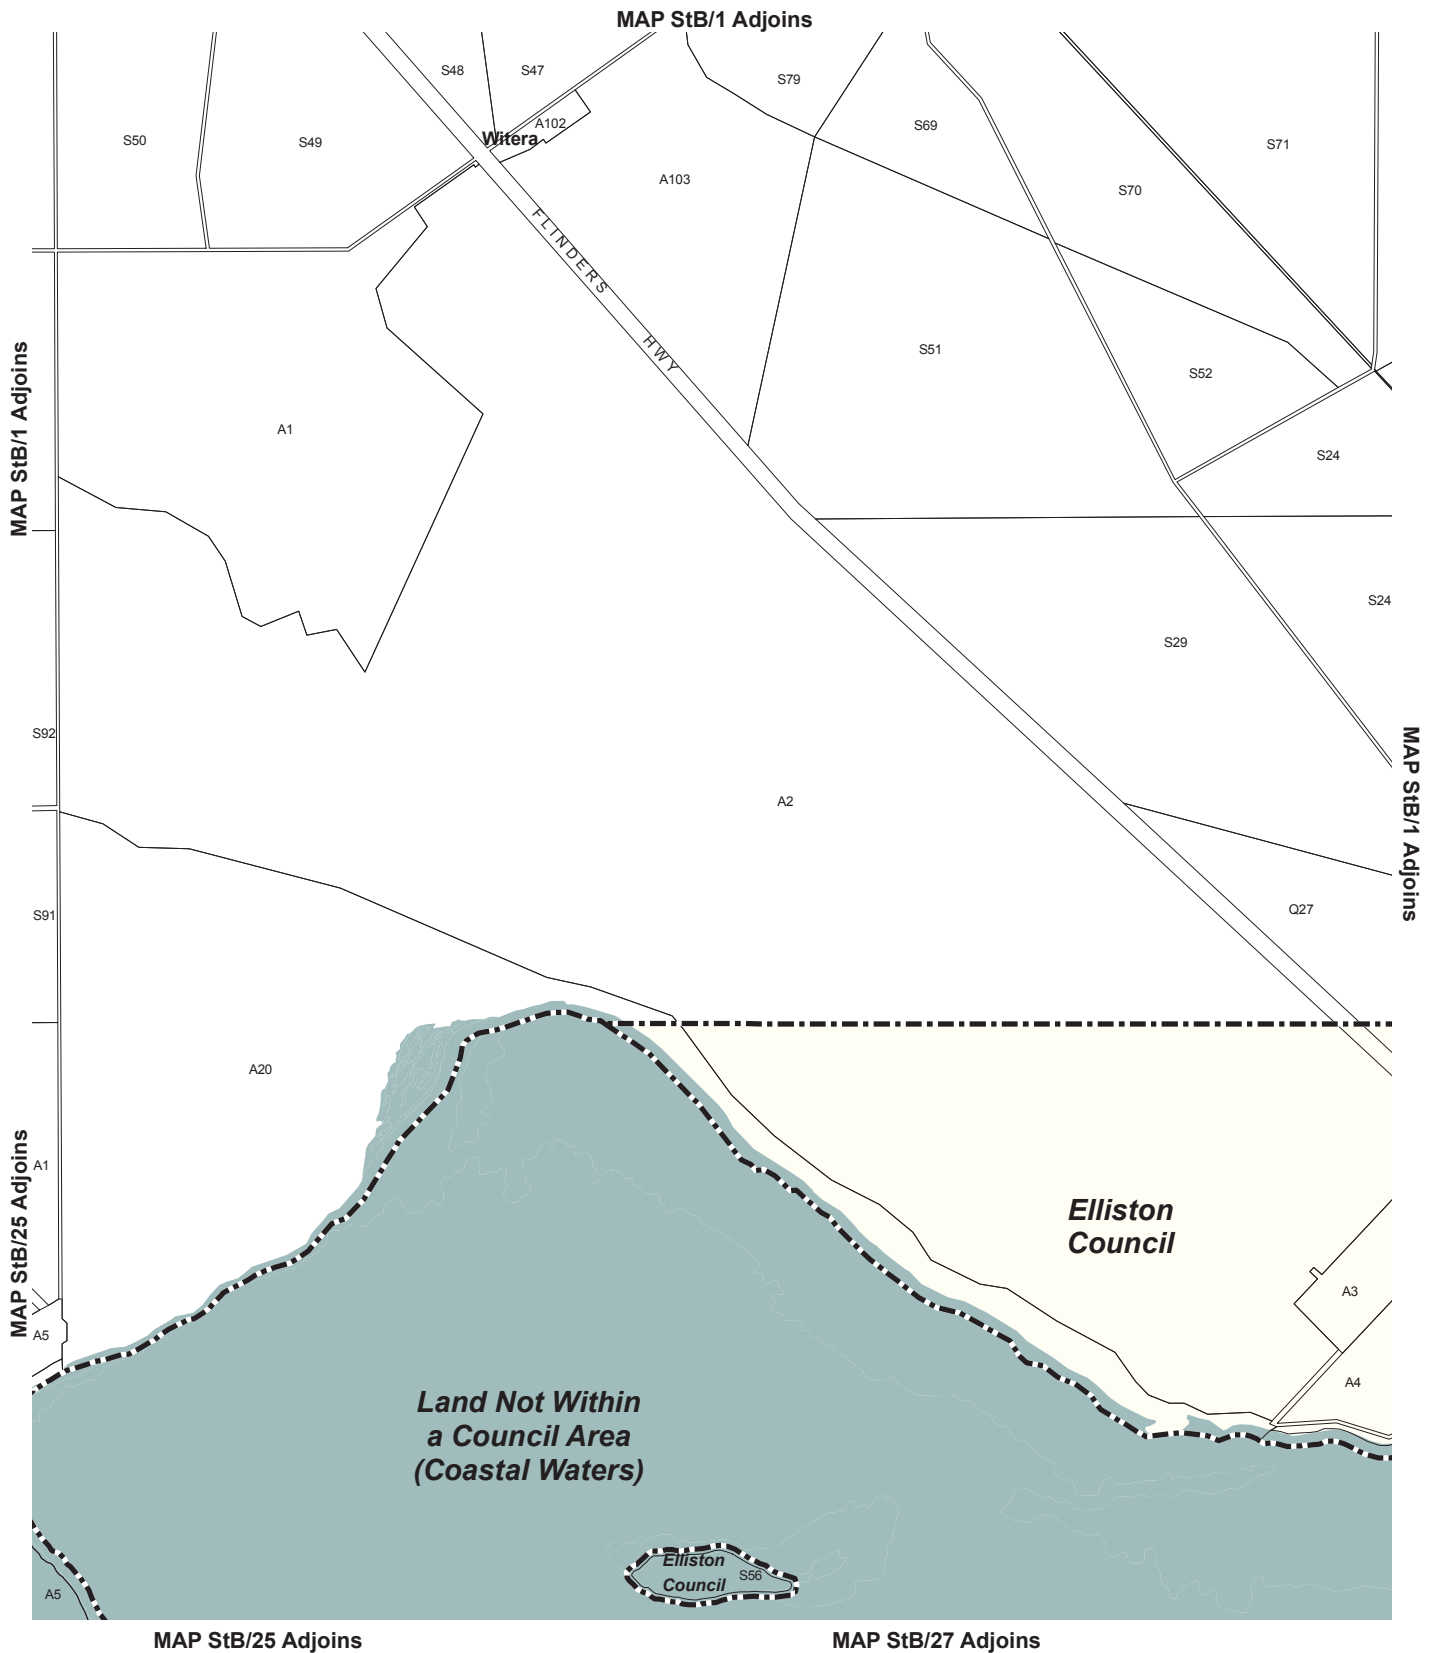 MAP StB/1 Adjoins
S48
S47
S79
A102
S69
Witera
S50
S49
S71
A103
S70
FLINDERS
HWY
S51
S52
MAP StB/1 Adjoins
A1
S24
S24
S29
S92
A2
MAP StB/1 Adjoins
S91
Q27
A20
A1
MAP StB/25 Adjoins
Elliston
Council
A3
A5
A4
Land Not Within
a Council Area
(Coastal Waters)
Elliston
Council
S56
A5
MAP StB/25 Adjoins
MAP StB/27 Adjoins